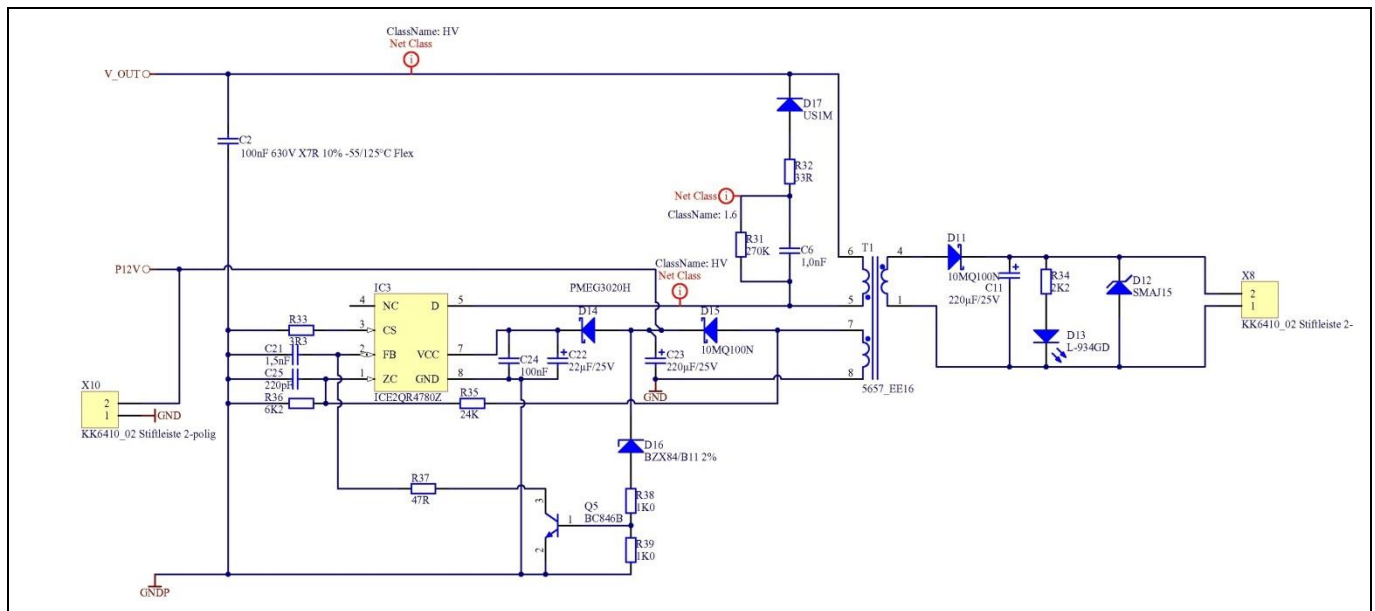 ClassName: HV
Net Class
i
V_OUT
D17
US1M
C2
100nF 630V X7R 10% -55/125°C Flex
R32
33R
Net Class
i
ClassName: 1.6
R31
270K
C6
1,0nF
P12V
ClassName: HV
Net Class
i
6
T1
4
D11
10MQ100N
C11
220µF/25V
+
R34
2K2
D12
SMAJ15
X8
2
1
KK6410_02 Stiftleiste 2-
D13
L-934GD
5
1
IC3
4
NC
D
5
3
CS
2
FB
VCC
7
1
ZC
GND
8
ICE2QR4780Z
R33
3R3
C21
1,5nF
C25
220pF
R36
6K2
PMEG3020H
D14
D15
10MQ100N
7
8
5657_EE16
C24
100nF
+
C22
22µF/25V
+
C23
220µF/25V
GND
R35
24K
X10
2
1
GND
KK6410_02 Stiftleiste 2-polig
D16
BZX84/B11 2%
R37
47R
3
Q5
BC846B
1
2
R38
1K0
R39
1K0
GNDP